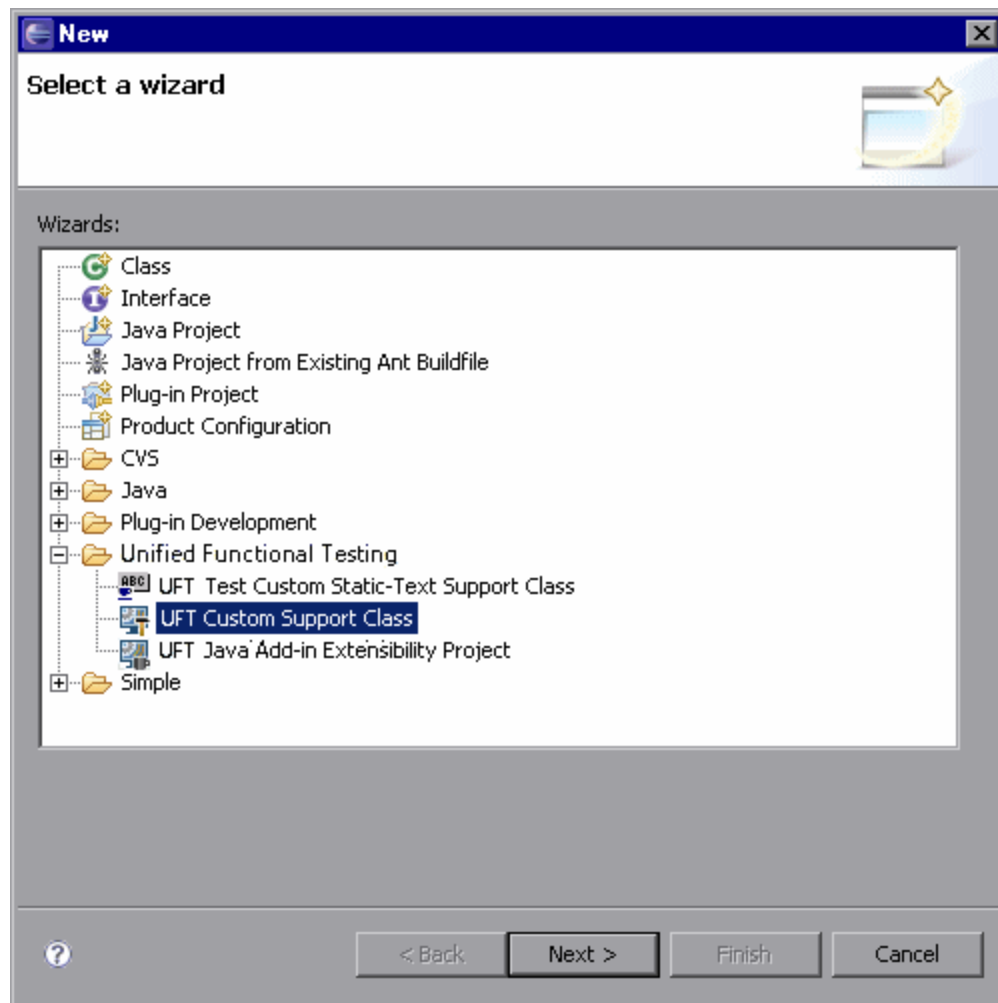 New
Select a wizard
Wizards:
Class
Interface
Java Project
Java Project from Existing Ant Buildfile
Plug-in Project
Product Configuration
CVS
Java
Plug-in Development
Unified Functional Testing
ABC UFT Test Custom Static-Text Support Class
UFT Custom Support Class
UFT Java Add-in Extensibility Project
Simple
< Back Next > Finish Cancel